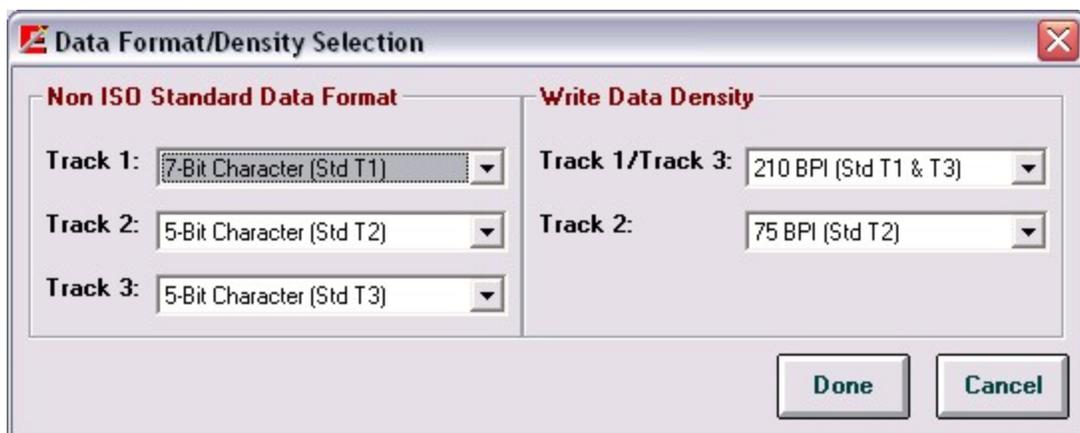 Data Format/Density Selection
Non ISO Standard Data Format
Track 1: 7-Bit Character (Std T1)
Track 2: 5-Bit Character (Std T2)
Track 3: 5-Bit Character (Std T3)
Write Data Density
Track 1/Track 3: 210 BPI (Std T1 & T3)
Track 2: 75 BPI (Std T2)
Done
Cancel